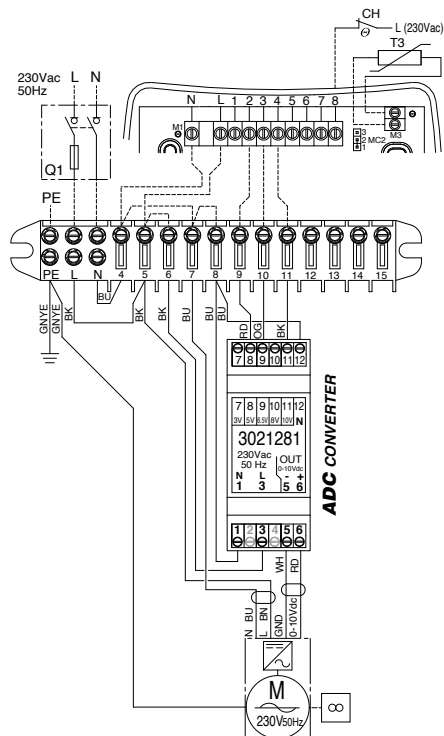 CH
L (230Vac)
T3
230Vac
50Hz
L N
N L 1 2 3 4 5 6 7 8
M1
3
2 MC2
1
M3
Q1
PE
PE L N 4 5 6 7 8 9 10 11 12 13 14 15
GNYE
GNYE
BK
BU
BK
BK
BU
BU
BU
RD
OG
BK
7 8 9 10 11 12
7 8 9 10 11 12
3V 5V 6.5V 8V 10V N
3021281
230Vac
50 Hz
OUT
0-10Vdc
N L - +
1 3 5 6
ADC CONVERTER
1 2 3 4 5 6
WH
RD
N BU
L BN
GND
0-10Vdc
M
230V50Hz
8